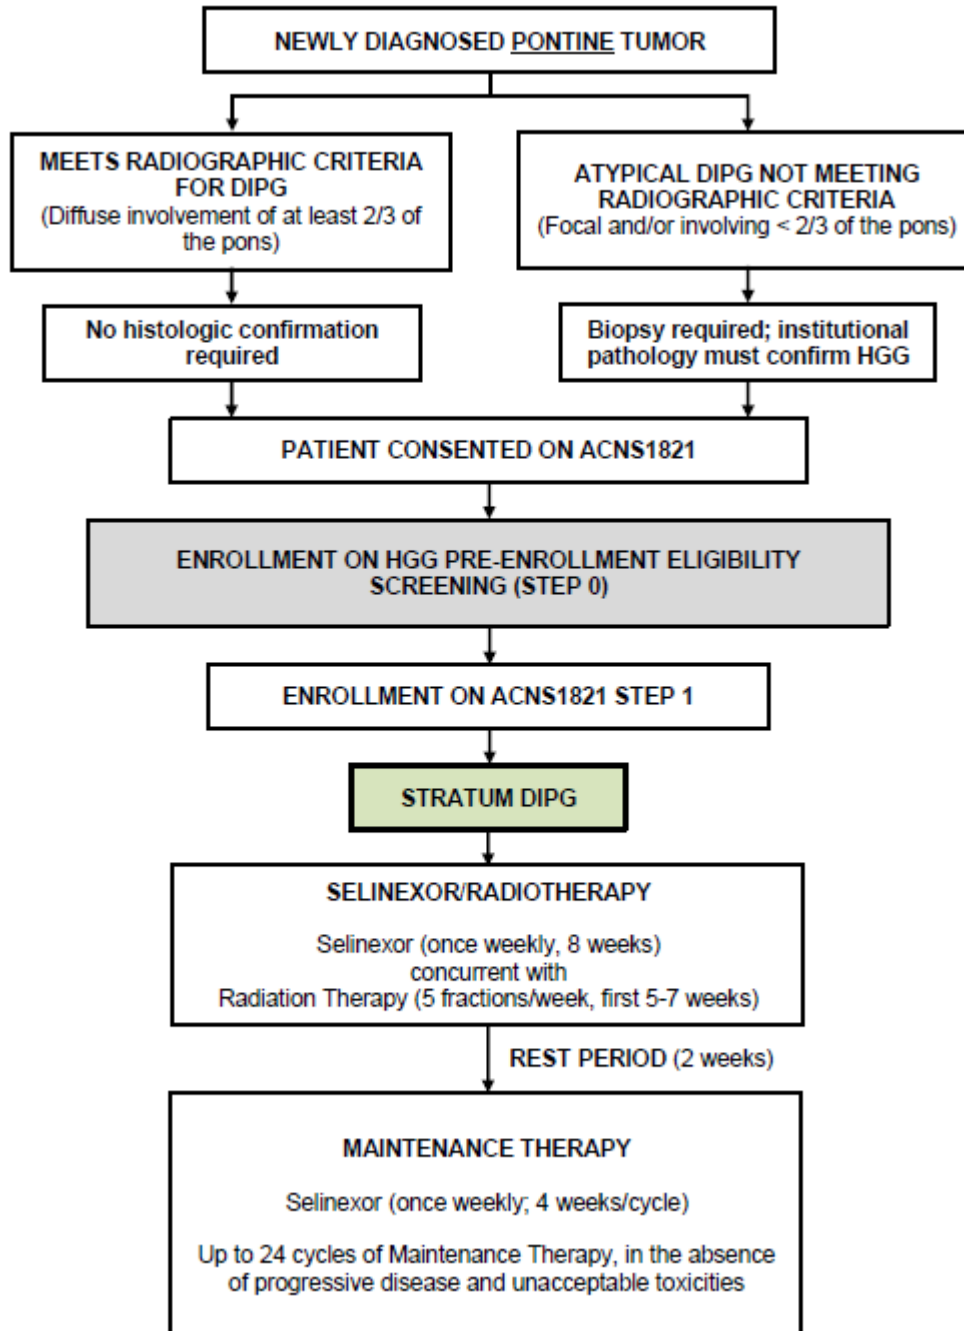 NEWLY DIAGNOSED PONTINE TUMOR
MEETS RADIOGRAPHIC CRITERIA
FOR DIPG
(Diffuse involvement of at least 2/3 of
the pons)
ATYPICAL DIPG NOT MEETING
RADIOGRAPHIC CRITERIA
(Focal and/or involving < 2/3 of the pons)
No histologic confirmation
required
Biopsy required; institutional
pathology must confirm HGG
PATIENT CONSENTED ON ACNS1821
ENROLLMENT ON HGG PRE-ENROLLMENT ELIGIBILITY
SCREENING (STEP 0)
ENROLLMENT ON ACNS1821 STEP 1
STRATUM DIPG
SELINEXOR/RADIOTHERAPY
Selinexor (once weekly, 8 weeks)
concurrent with
Radiation Therapy (5 fractions/week, first 5-7 weeks)
REST PERIOD (2 weeks)
MAINTENANCE THERAPY
Selinexor (once weekly; 4 weeks/cycle)
Up to 24 cycles of Maintenance Therapy, in the absence
of progressive disease and unacceptable toxicities